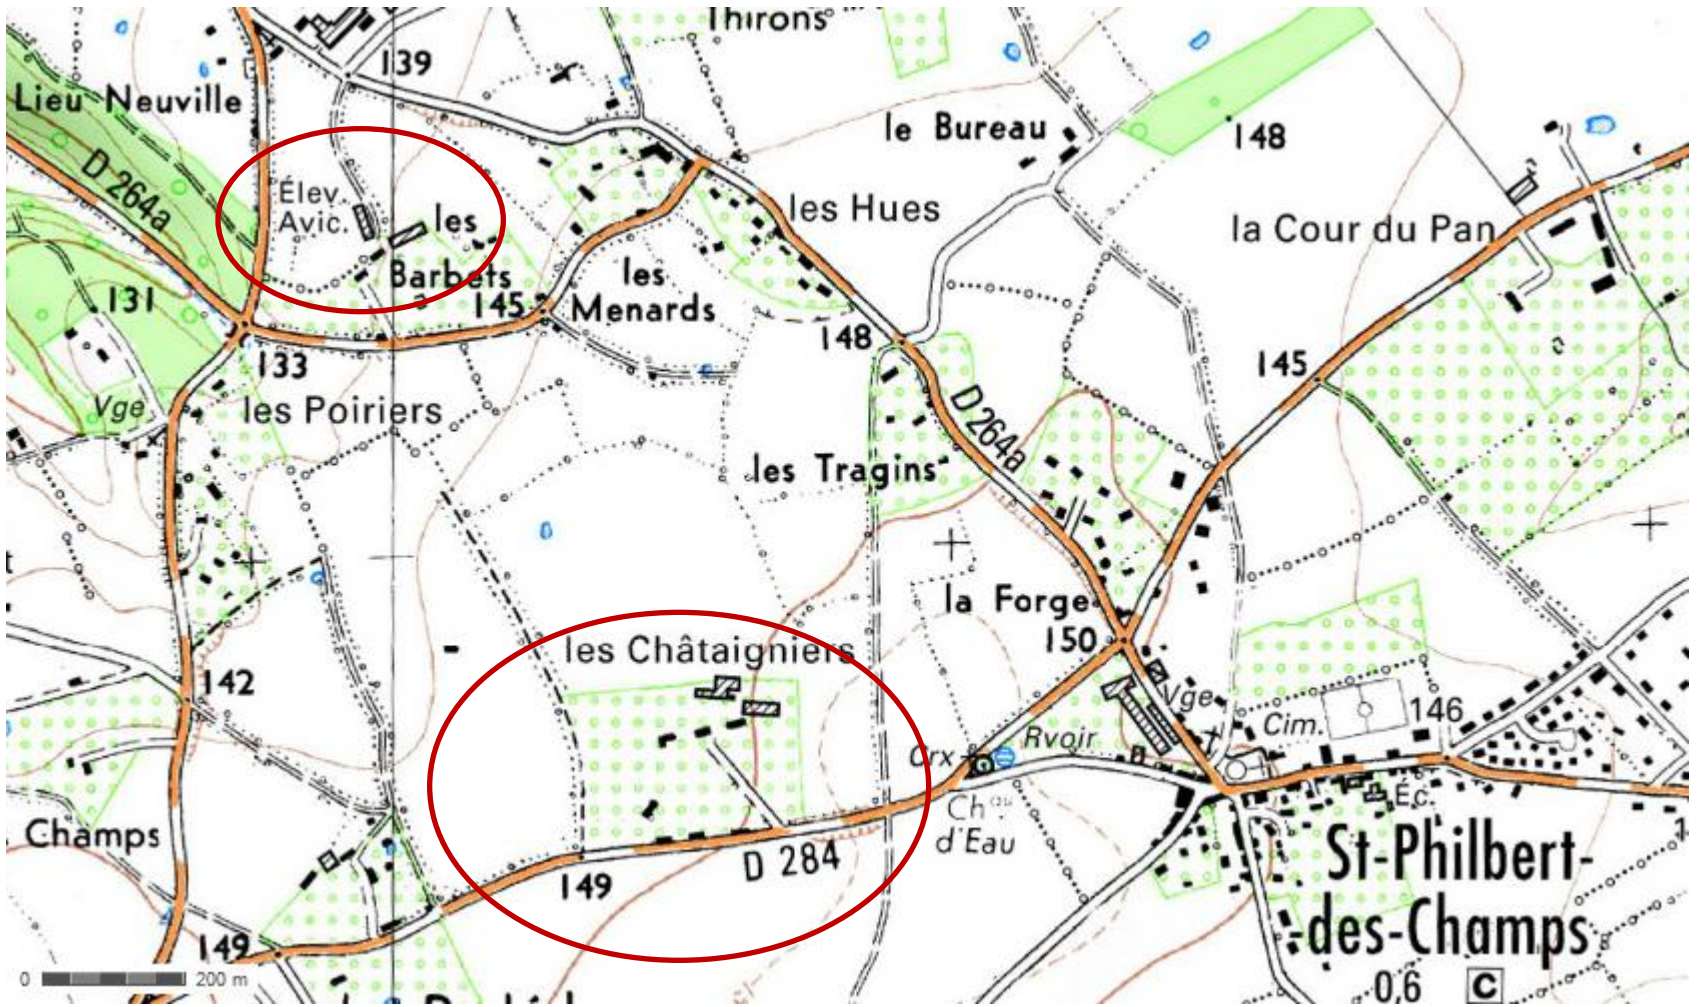 Thirons
139
Lieu Neuville
le Bureau
148
D 264a
Élev.
Avic.
les
Barbets
les Hues
la Cour du Pan
131
les
Menards
145
133
148
145
Vge
les Poiriers
D 264a
les Tragins
la Forge
150
les Châtaigniers
142
Vge
Cim.
146
Rvoir
Crx
Ch.au
d'Eau
Éc.
Champs
D 284
149
St-Philbert-
-des-Champs
149
0
200 m
0,6
C